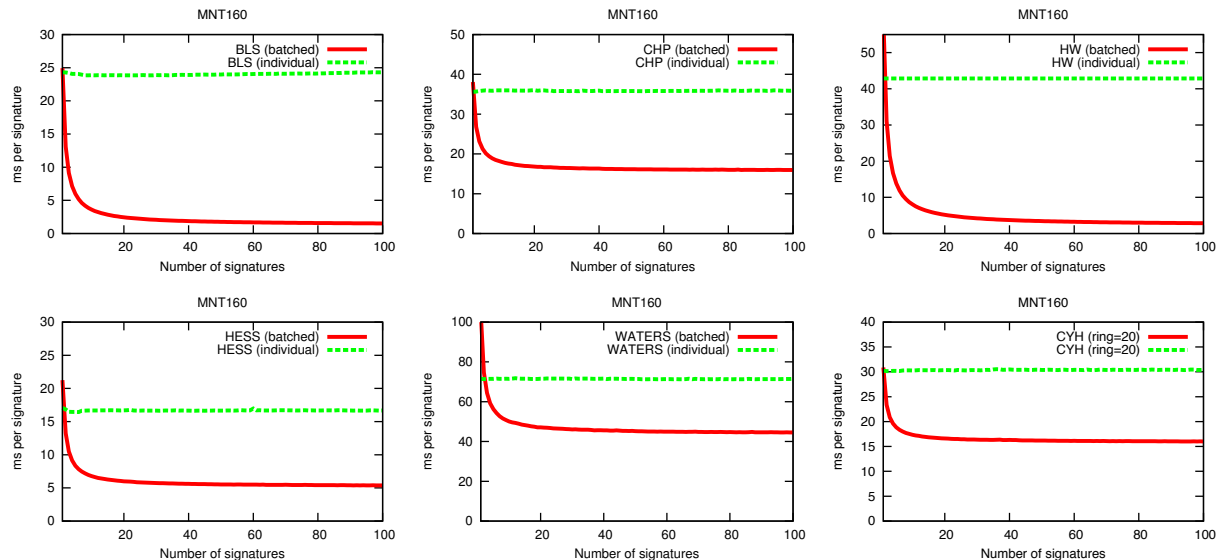 MNT160
30
25
20
15
10
5
0
ms per signature
BLS (batched)
BLS (individual)
20 40 60 80 100
Number of signatures
MNT160
50
40
30
20
10
0
ms per signature
CHP (batched)
CHP (individual)
20 40 60 80 100
Number of signatures
MNT160
50
40
30
20
10
0
ms per signature
HW (batched)
HW (individual)
20 40 60 80 100
Number of signatures
MNT160
30
25
20
15
10
5
0
ms per signature
HESS (batched)
HESS (individual)
20 40 60 80 100
Number of signatures
MNT160
100
80
60
40
20
0
ms per signature
WATERS (batched)
WATERS (individual)
20 40 60 80 100
Number of signatures
MNT160
40
35
30
25
20
15
10
5
0
ms per signature
CYH (ring=20)
CYH (ring=20)
20 40 60 80 100
Number of signatures